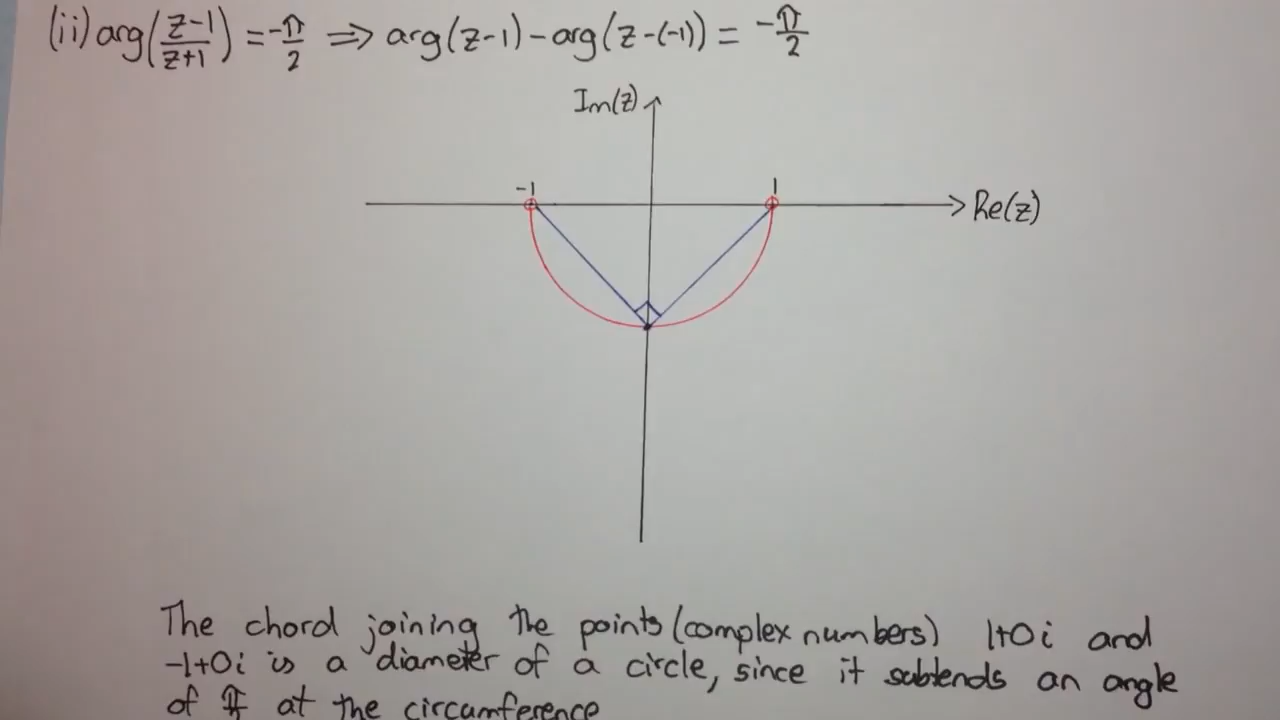 (ii) arg(z-1/z+1) = -π/2 ⇒ arg(z-1) - arg(z-(-1)) = -π/2
Im(z)
-1 1
Re(z)
The chord joining the points (complex numbers) 1+0i and
-1+0i is a diameter of a circle, since it subtends an angle
of π/2 at the circumference